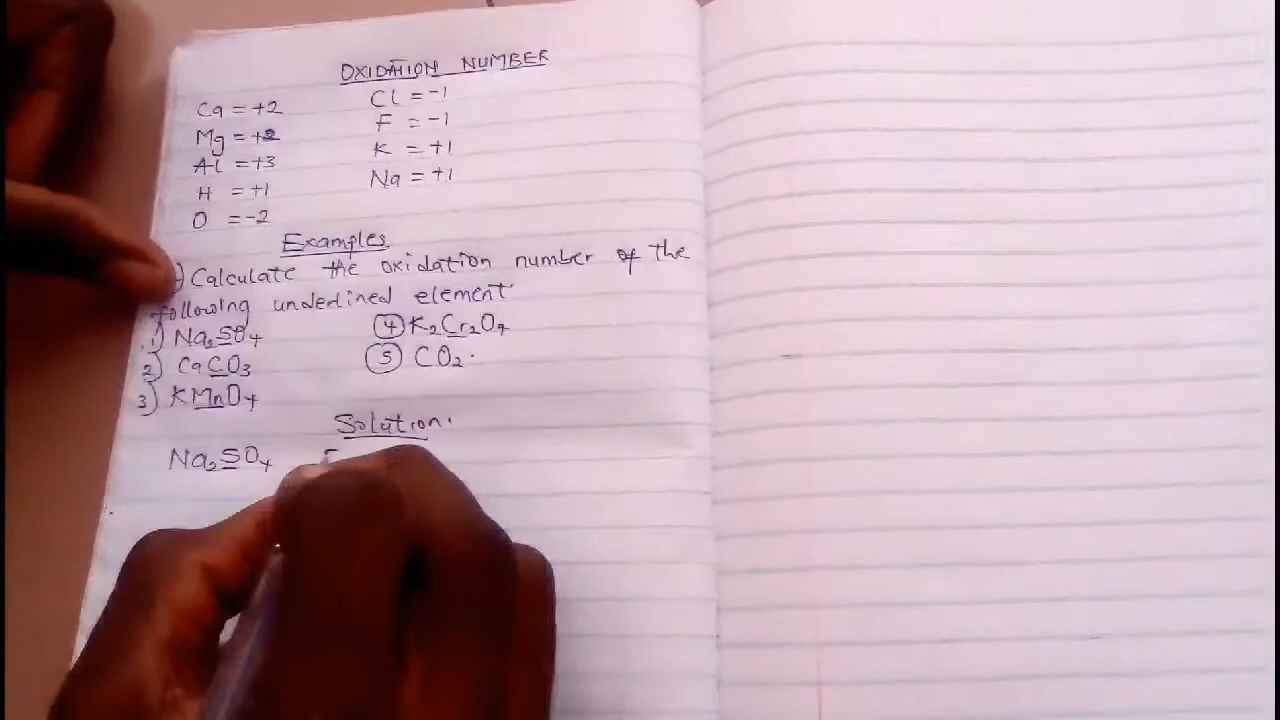 OXIDATION NUMBER
Ca = +2
Mg = +2
Al = +3
H = +1
O = -2
Cl = -1
F = -1
K = +1
Na = +1
Examples
Calculate the oxidation number of the
following underlined element
1) Na₂SO₄
2) CaCO₃
3) KMnO₄
④ K₂Cr₂O₇
⑤ CO₂.
Solution.
Na₂SO₄